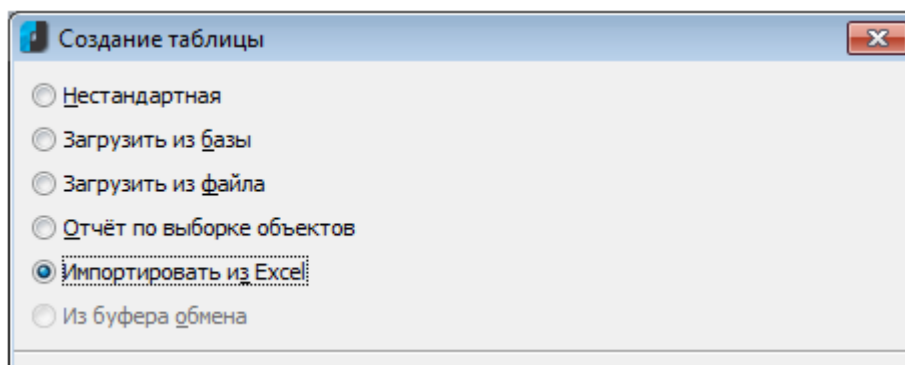 Создание таблицы
Нестандартная
Загрузить из базы
Загрузить из файла
Отчёт по выборке объектов
Импортировать из Excel
Из буфера обмена